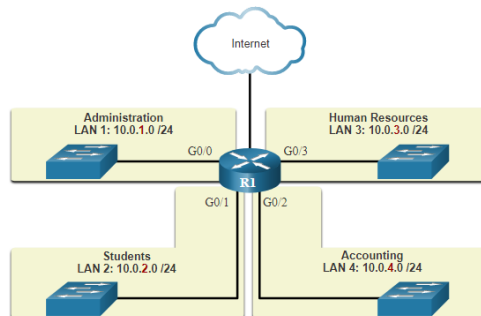 Internet
Administration
LAN 1: 10.0.1.0 /24
Human Resources
LAN 3: 10.0.3.0 /24
G0/0
G0/3
R1
G0/1
G0/2
Students
LAN 2: 10.0.2.0 /24
Accounting
LAN 4: 10.0.4.0 /24